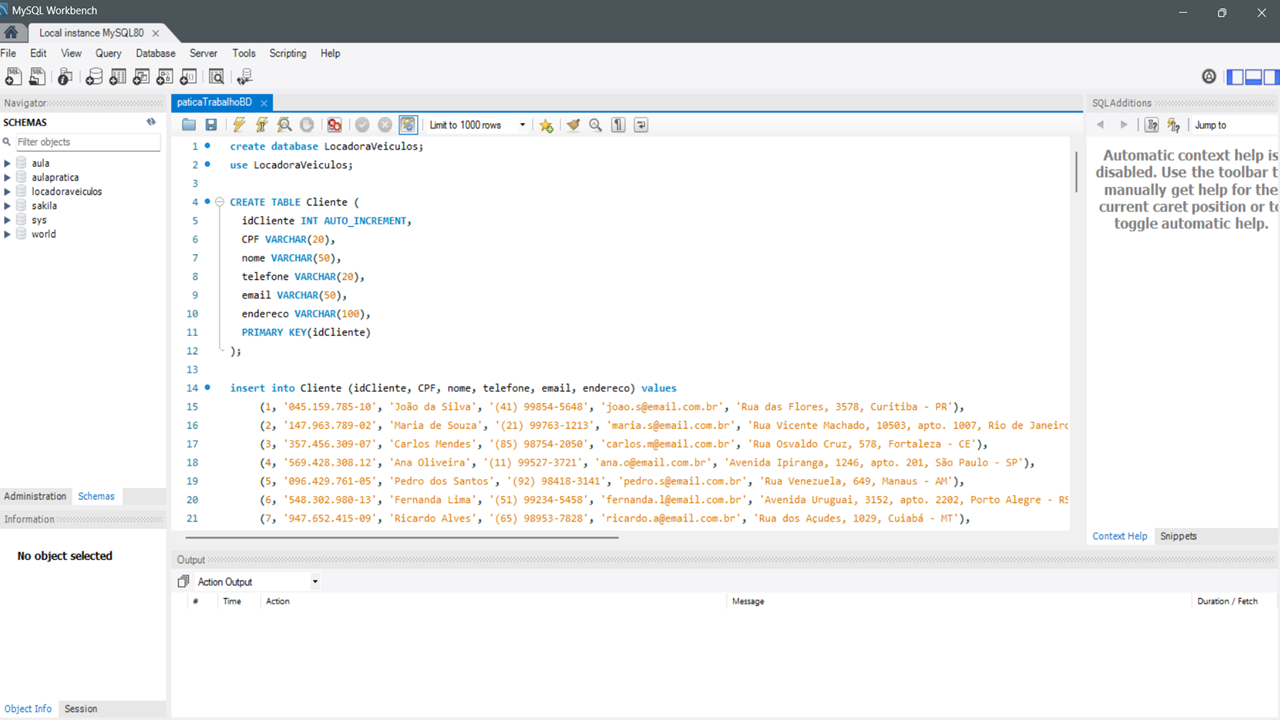 MySQL Workbench
Local instance MySQL80
File Edit View Query Database Server Tools Scripting Help
Navigator
SCHEMAS
Filter objects
aula
aulapratica
locadoraveiculos
sakila
sys
world
Administration Schemas
Information
No object selected
Object Info Session
paticaTrabalhoBD
Limit to 1000 rows
1 create database LocadoraVeiculos;
2 use LocadoraVeiculos;
3
4 CREATE TABLE Cliente (
5 idCliente INT AUTO_INCREMENT,
6 CPF VARCHAR(20),
7 nome VARCHAR(50),
8 telefone VARCHAR(20),
9 email VARCHAR(50),
10 endereco VARCHAR(100),
11 PRIMARY KEY(idCliente)
12 );
13
14 insert into Cliente (idCliente, CPF, nome, telefone, email, endereco) values
15 (1, '045.159.785-10', 'João da Silva', '(41) 99854-5648', 'joao.s@email.com.br', 'Rua das Flores, 3578, Curitiba - PR'),
16 (2, '147.963.789-02', 'Maria de Souza', '(21) 99763-1213', 'maria.s@email.com.br', 'Rua Vicente Machado, 10503, apto. 1007, Rio de Janeiro
17 (3, '357.456.309-07', 'Carlos Mendes', '(85) 98754-2050', 'carlos.m@email.com.br', 'Rua Osvaldo Cruz, 578, Fortaleza - CE'),
18 (4, '569.428.308.12', 'Ana Oliveira', '(11) 99527-3721', 'ana.o@email.com.br', 'Avenida Ipiranga, 1246, apto. 201, São Paulo - SP'),
19 (5, '096.429.761-05', 'Pedro dos Santos', '(92) 98418-3141', 'pedro.s@email.com.br', 'Rua Venezuela, 649, Manaus - AM'),
20 (6, '548.302.980-13', 'Fernanda Lima', '(51) 99234-5458', 'fernanda.l@email.com.br', 'Avenida Uruguai, 3152, apto. 2202, Porto Alegre - RS
21 (7, '947.652.415-09', 'Ricardo Alves', '(65) 98953-7828', 'ricardo.a@email.com.br', 'Rua dos Açudes, 1029, Cuiabá - MT'),
Output
Action Output
# Time Action Message Duration / Fetch
SQLAdditions
Jump to
Automatic context help is
disabled. Use the toolbar t
manually get help for the
current caret position or to
toggle automatic help.
Context Help Snippets